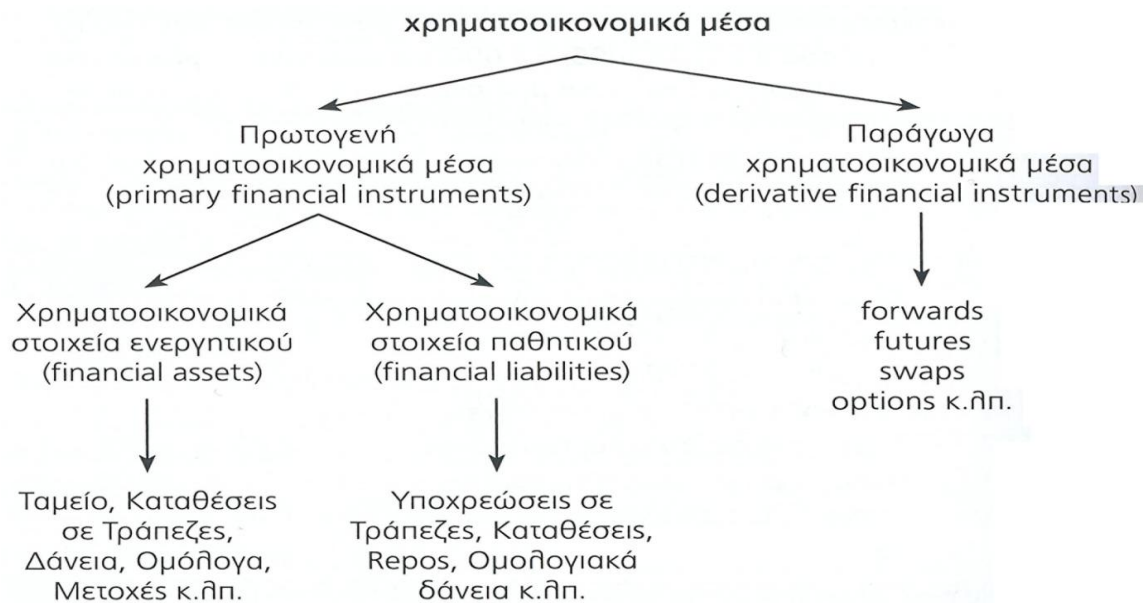 χρηματοοικονομικά μέσα
Πρωτογενή
χρηματοοικονομικά μέσα
(primary financial instruments)
Παράγωγα
χρηματοοικονομικά μέσα
(derivative financial instruments)
Χρηματοοικονομικά
στοιχεία ενεργητικού
(financial assets)
Χρηματοοικονομικά
στοιχεία παθητικού
(financial liabilities)
forwards
futures
swaps
options κ.λπ.
Ταμείο, Καταθέσεις
σε Τράπεζες,
Δάνεια, Ομόλογα,
Μετοχές κ.λπ.
Υποχρεώσεις σε
Τράπεζες, Καταθέσεις,
Repos, Ομολογιακά
δάνεια κ.λπ.